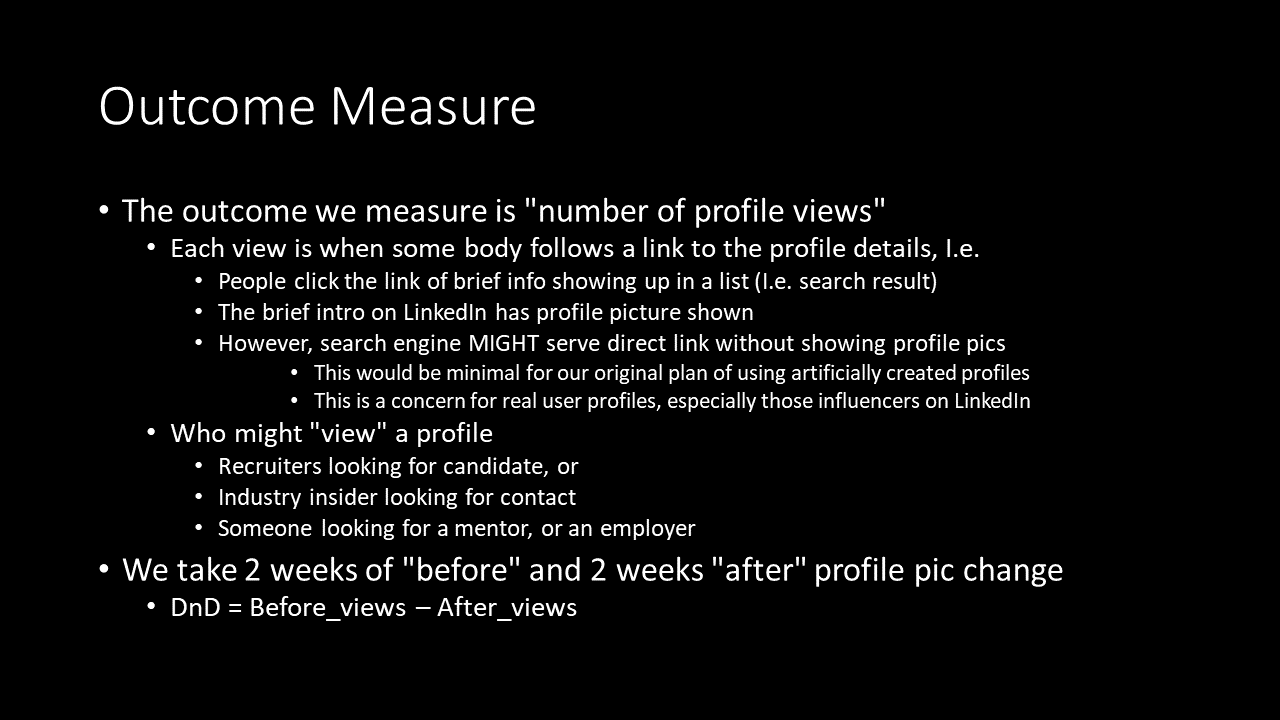 Outcome Measure
• The outcome we measure is "number of profile views"
• Each view is when some body follows a link to the profile details, I.e.
• People click the link of brief info showing up in a list (I.e. search result)
• The brief intro on LinkedIn has profile picture shown
• However, search engine MIGHT serve direct link without showing profile pics
• This would be minimal for our original plan of using artificially created profiles
• This is a concern for real user profiles, especially those influencers on LinkedIn
• Who might "view" a profile
• Recruiters looking for candidate, or
• Industry insider looking for contact
• Someone looking for a mentor, or an employer
• We take 2 weeks of "before" and 2 weeks "after" profile pic change
• DnD = Before_views – After_views